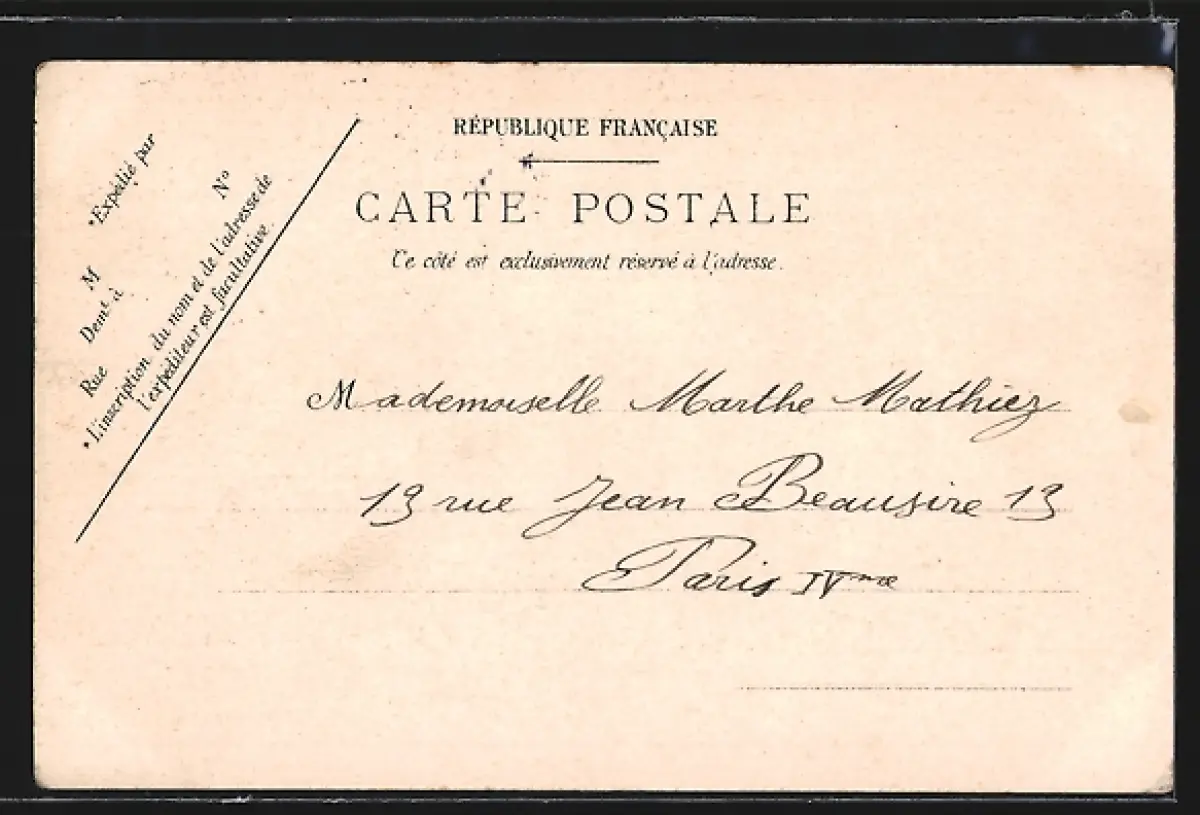 *Expédié par
M
Demt à
Rue
N°
*L'inscription du nom et de l'adresse de
l'expéditeur est facultative.
RÉPUBLIQUE FRANÇAISE
CARTE POSTALE
Ce côté est exclusivement réservé à l'adresse.
Mademoiselle Marthe Mathiez
13 rue Jean Beausire 13
Paris IVme